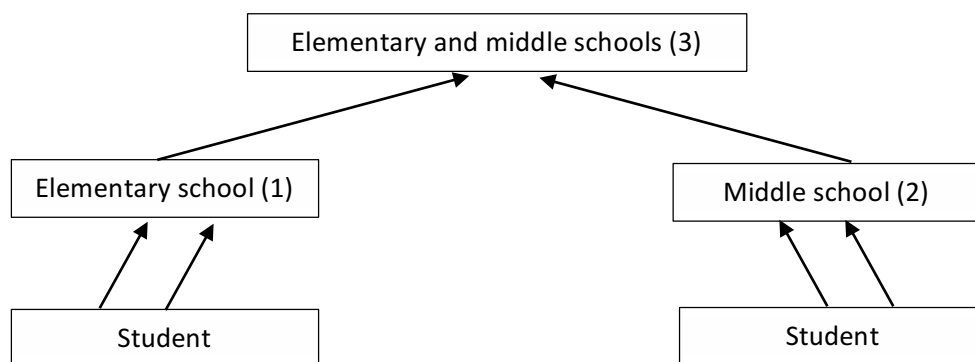 Elementary and middle schools (3)
Elementary school (1)
Middle school (2)
Student
Student